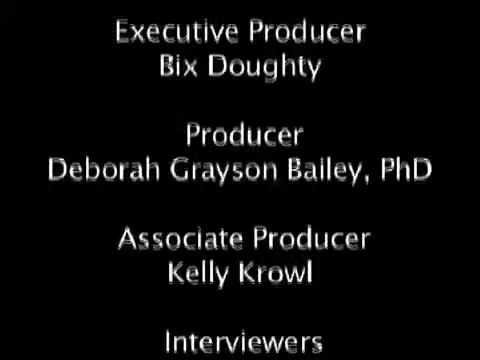 Executive Producer
Bix Doughty
Producer
Deborah Grayson Bailey, PhD
Associate Producer
Kelly Krowl
Interviewers